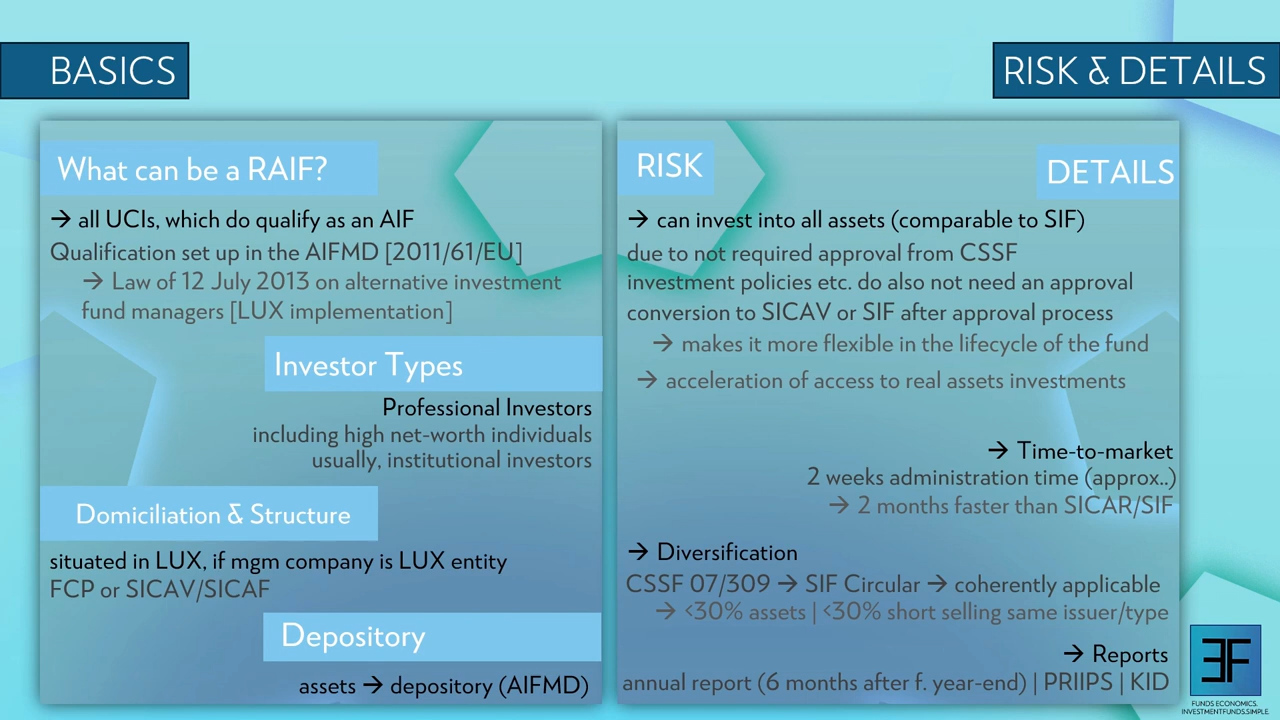 BASICS
RISK & DETAILS
What can be a RAIF?
→ all UCIs, which do qualify as an AIF
Qualification set up in the AIFMD [2011/61/EU]
→ Law of 12 July 2013 on alternative investment
fund managers [LUX implementation]
Investor Types
Professional Investors
including high net-worth individuals
usually, institutional investors
Domiciliation & Structure
situated in LUX, if mgm company is LUX entity
FCP or SICAV/SICAF
Depository
assets → depository (AIFMD)
RISK
DETAILS
→ can invest into all assets (comparable to SIF)
due to not required approval from CSSF
investment policies etc. do also not need an approval
conversion to SICAV or SIF after approval process
→ makes it more flexible in the lifecycle of the fund
→ acceleration of access to real assets investments
→ Time-to-market
2 weeks administration time (approx..)
→ 2 months faster than SICAR/SIF
→ Diversification
CSSF 07/309 → SIF Circular → coherently applicable
→ <30% assets | <30% short selling same issuer/type
→ Reports
annual report (6 months after f. year-end) | PRIIPS | KID
FUNDS.ECONOMICS.
INVESTMENTFUNDS.SIMPLE.